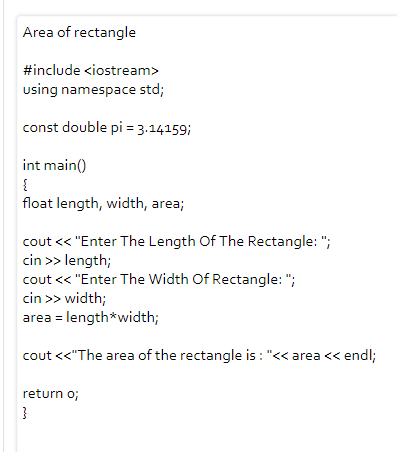 Area of rectangle
#include <iostream>
using namespace std;
const double pi = 3.14159;
int main()
{
float length, width, area;
cout << "Enter The Length Of The Rectangle: ";
cin >> length;
cout << "Enter The Width Of Rectangle: ";
cin >> width;
area = length*width;
cout <<"The area of the rectangle is : "<< area << endl;
return 0;
}